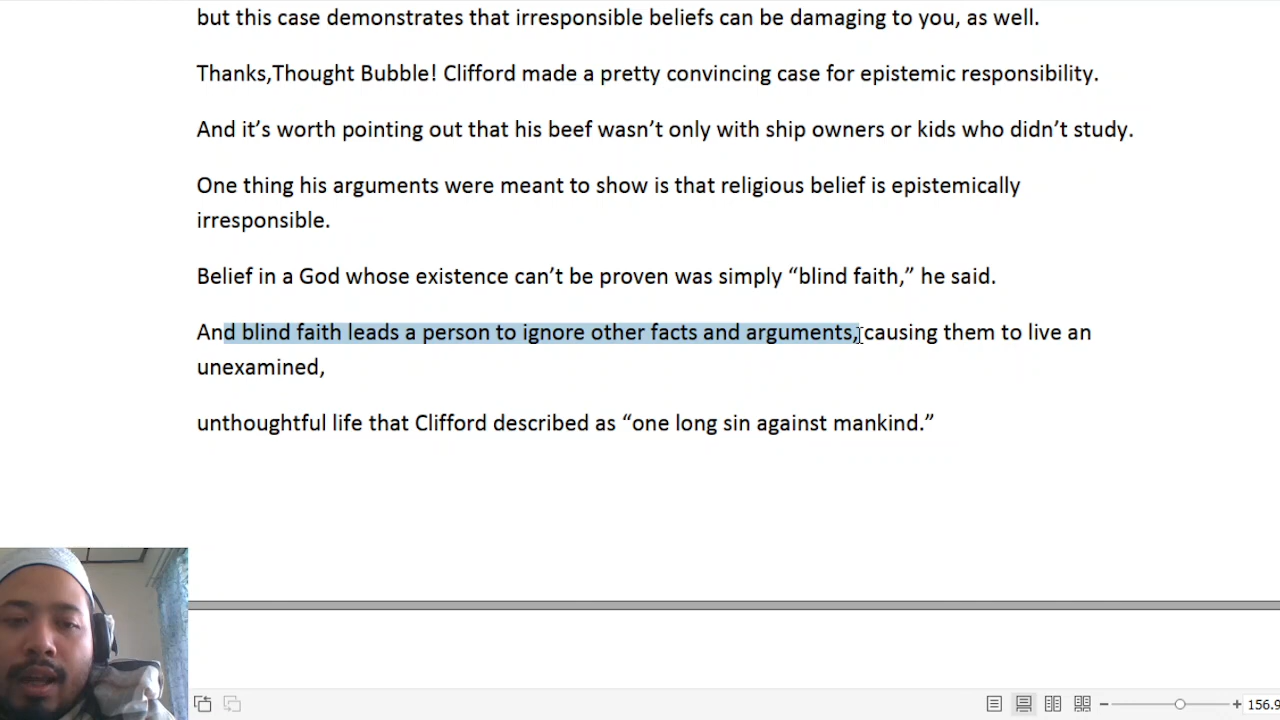 but this case demonstrates that irresponsible beliefs can be damaging to you, as well.
Thanks,Thought Bubble! Clifford made a pretty convincing case for epistemic responsibility.
And it’s worth pointing out that his beef wasn’t only with ship owners or kids who didn’t study.
One thing his arguments were meant to show is that religious belief is epistemically
irresponsible.
Belief in a God whose existence can’t be proven was simply “blind faith,” he said.
And blind faith leads a person to ignore other facts and arguments, causing them to live an
unexamined,
unthoughtful life that Clifford described as “one long sin against mankind.”
156.9